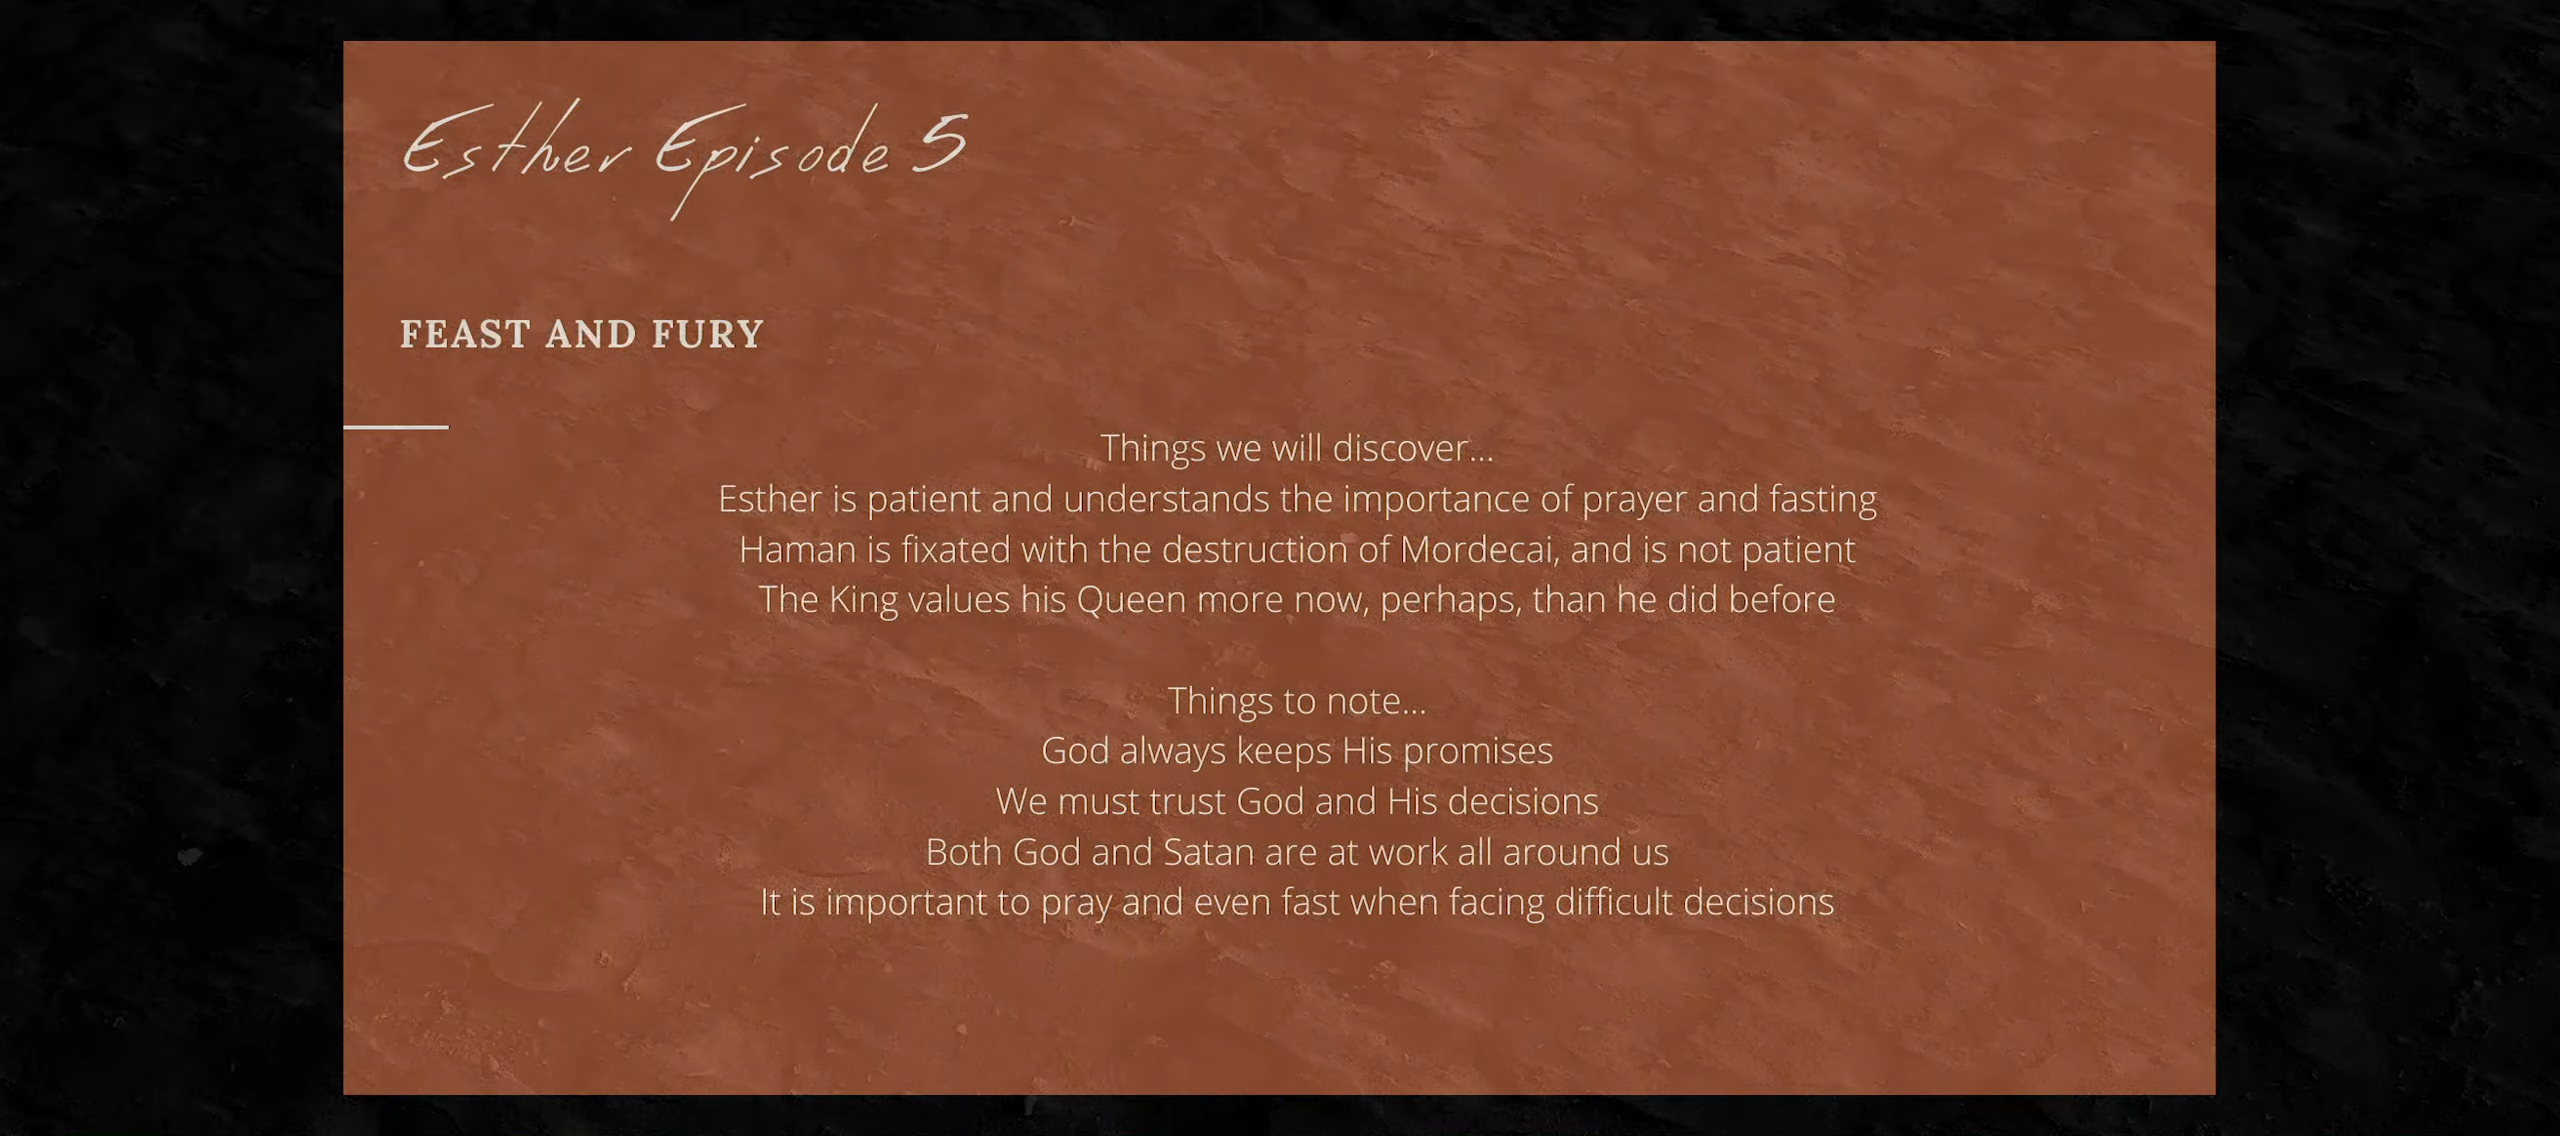 Esther Episode 5
FEAST AND FURY
Things we will discover...
Esther is patient and understands the importance of prayer and fasting
Haman is fixated with the destruction of Mordecai, and is not patient
The King values his Queen more now, perhaps, than he did before
Things to note...
God always keeps His promises
We must trust God and His decisions
Both God and Satan are at work all around us
It is important to pray and even fast when facing difficult decisions